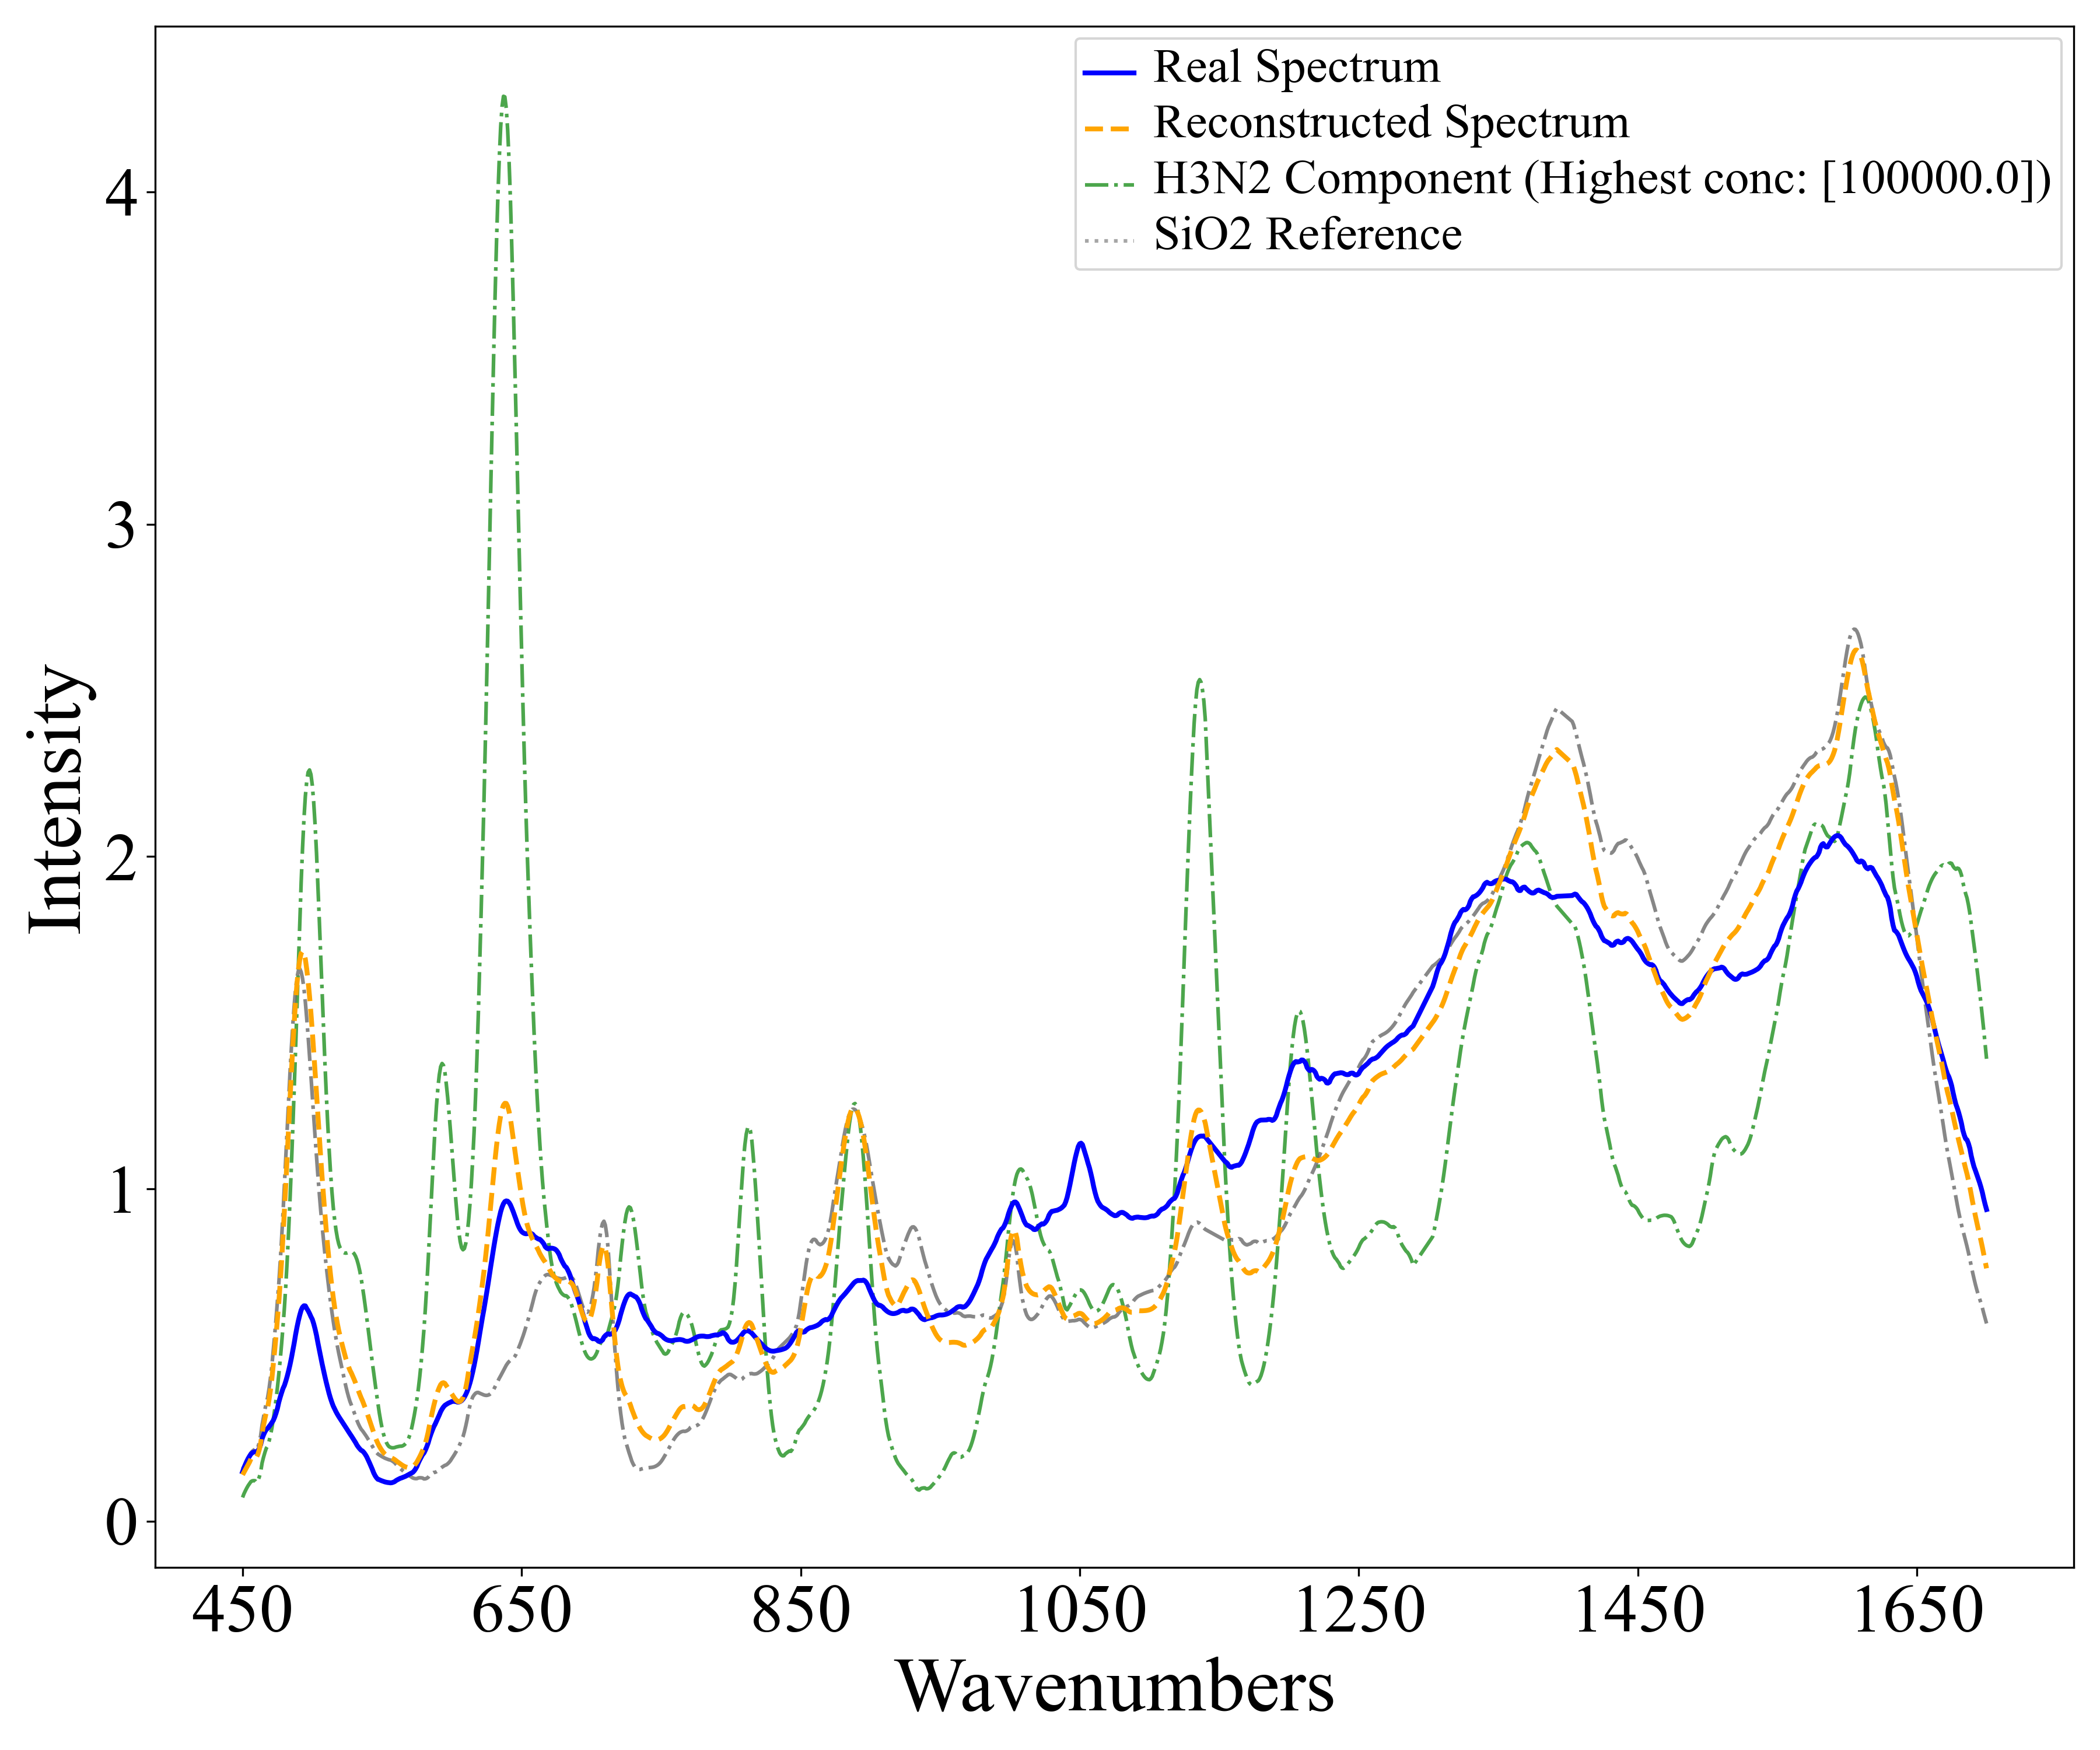 Real Spectrum
Reconstructed Spectrum
H3N2 Component (Highest conc: [100000.0])
SiO2 Reference
Intensity
4
3
2
1
0
450 650 850 1050 1250 1450 1650
Wavenumbers